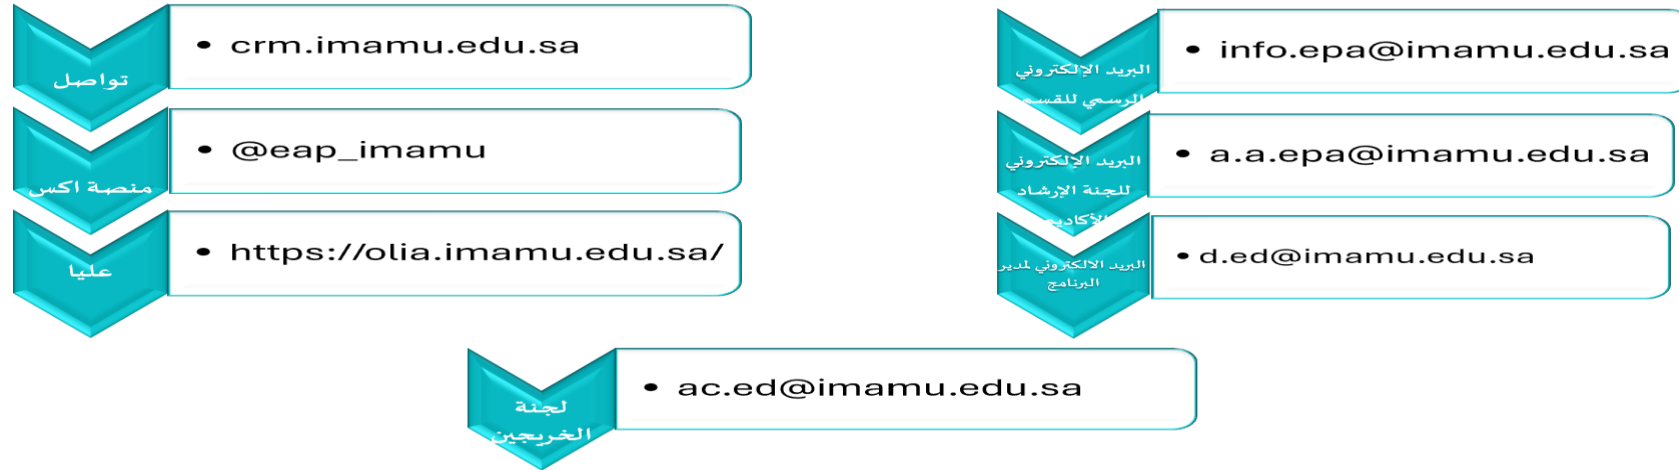 البريد الإلكتروني
الرسمي للقسم
• info.epa@imamu.edu.sa
تواصل
• crm.imamu.edu.sa
البريد الإلكتروني
للجنة الإرشاد
• a.a.epa@imamu.edu.sa
منصة اكس
• @eap_imamu
البريد الالكتروني لمدير
البرنامج
• d.ed@imamu.edu.sa
عليا
• https://olia.imamu.edu.sa/
لجنة
الخريجين
• ac.ed@imamu.edu.sa